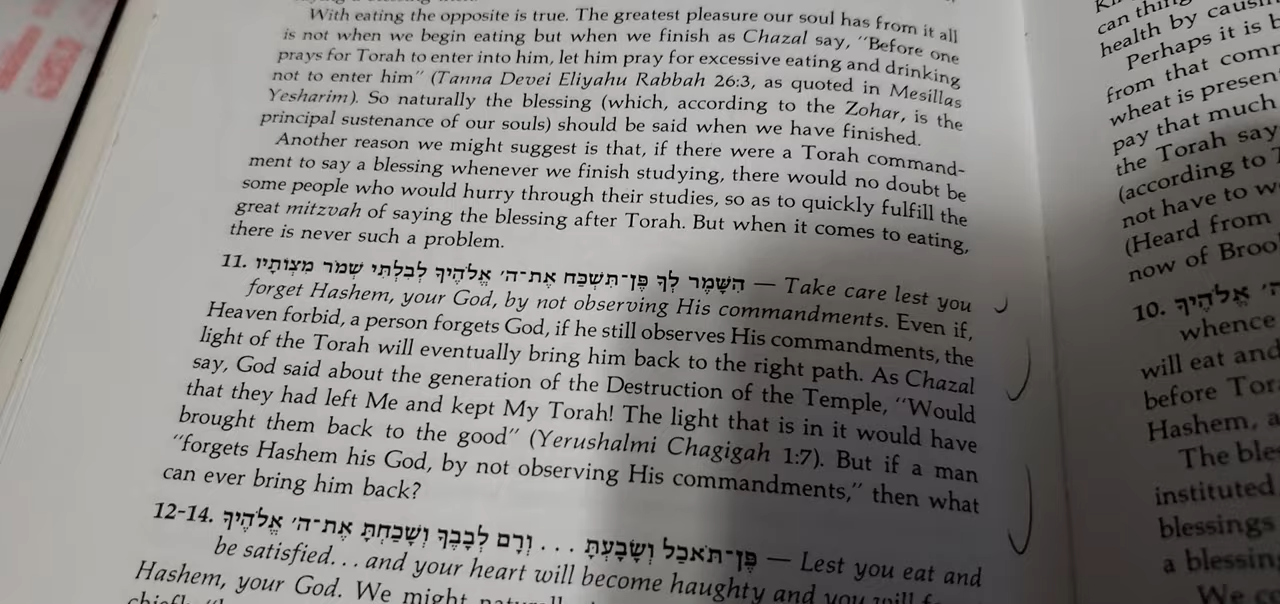 With eating the opposite is true. The greatest pleasure our soul has from it all
is not when we begin eating but when we finish as Chazal say, "Before one
prays for Torah to enter into him, let him pray for excessive eating and drinking
not to enter him" (Tanna Devei Eliyahu Rabbah 26:3, as quoted in Mesillas
Yesharim). So naturally the blessing (which, according to the Zohar, is the
principal sustenance of our souls) should be said when we have finished.
Another reason we might suggest is that, if there were a Torah command-
ment to say a blessing whenever we finish studying, there would no doubt be
some people who would hurry through their studies, so as to quickly fulfill the
great mitzvah of saying the blessing after Torah. But when it comes to eating,
there is never such a problem.
11. הִשָּׁמֶר לְךָ פֶּן־תִּשְׁכַּח אֶת־ה׳ אֱלֹהֶיךָ לְבִלְתִּי שְׁמֹר מִצְוֹתָיו — Take care lest you
forget Hashem, your God, by not observing His commandments. Even if,
Heaven forbid, a person forgets God, if he still observes His commandments, the
light of the Torah will eventually bring him back to the right path. As Chazal
say, God said about the generation of the Destruction of the Temple, "Would
that they had left Me and kept My Torah! The light that is in it would have
brought them back to the good" (Yerushalmi Chagigah 1:7). But if a man
"forgets Hashem his God, by not observing His commandments," then what
can ever bring him back?
12-14. פֶּן־תֹּאכַל וְשָׂבָעְתָּ . . . וְרָם לְבָבֶךָ וְשָׁכַחְתָּ אֶת־ה׳ אֱלֹהֶיךָ — Lest you eat and
be satisfied. . . and your heart will become haughty and you will
Hashem, your God. We might
can thing
health by
Perhaps it is
from that
wheat is
pay that much
the Torah say
(according to
not have to
(Heard from
now of
10. ה׳ אֱלֹהֶיךָ
whence
will eat and
before
Hashem,
The
instituted
blessings
a
We